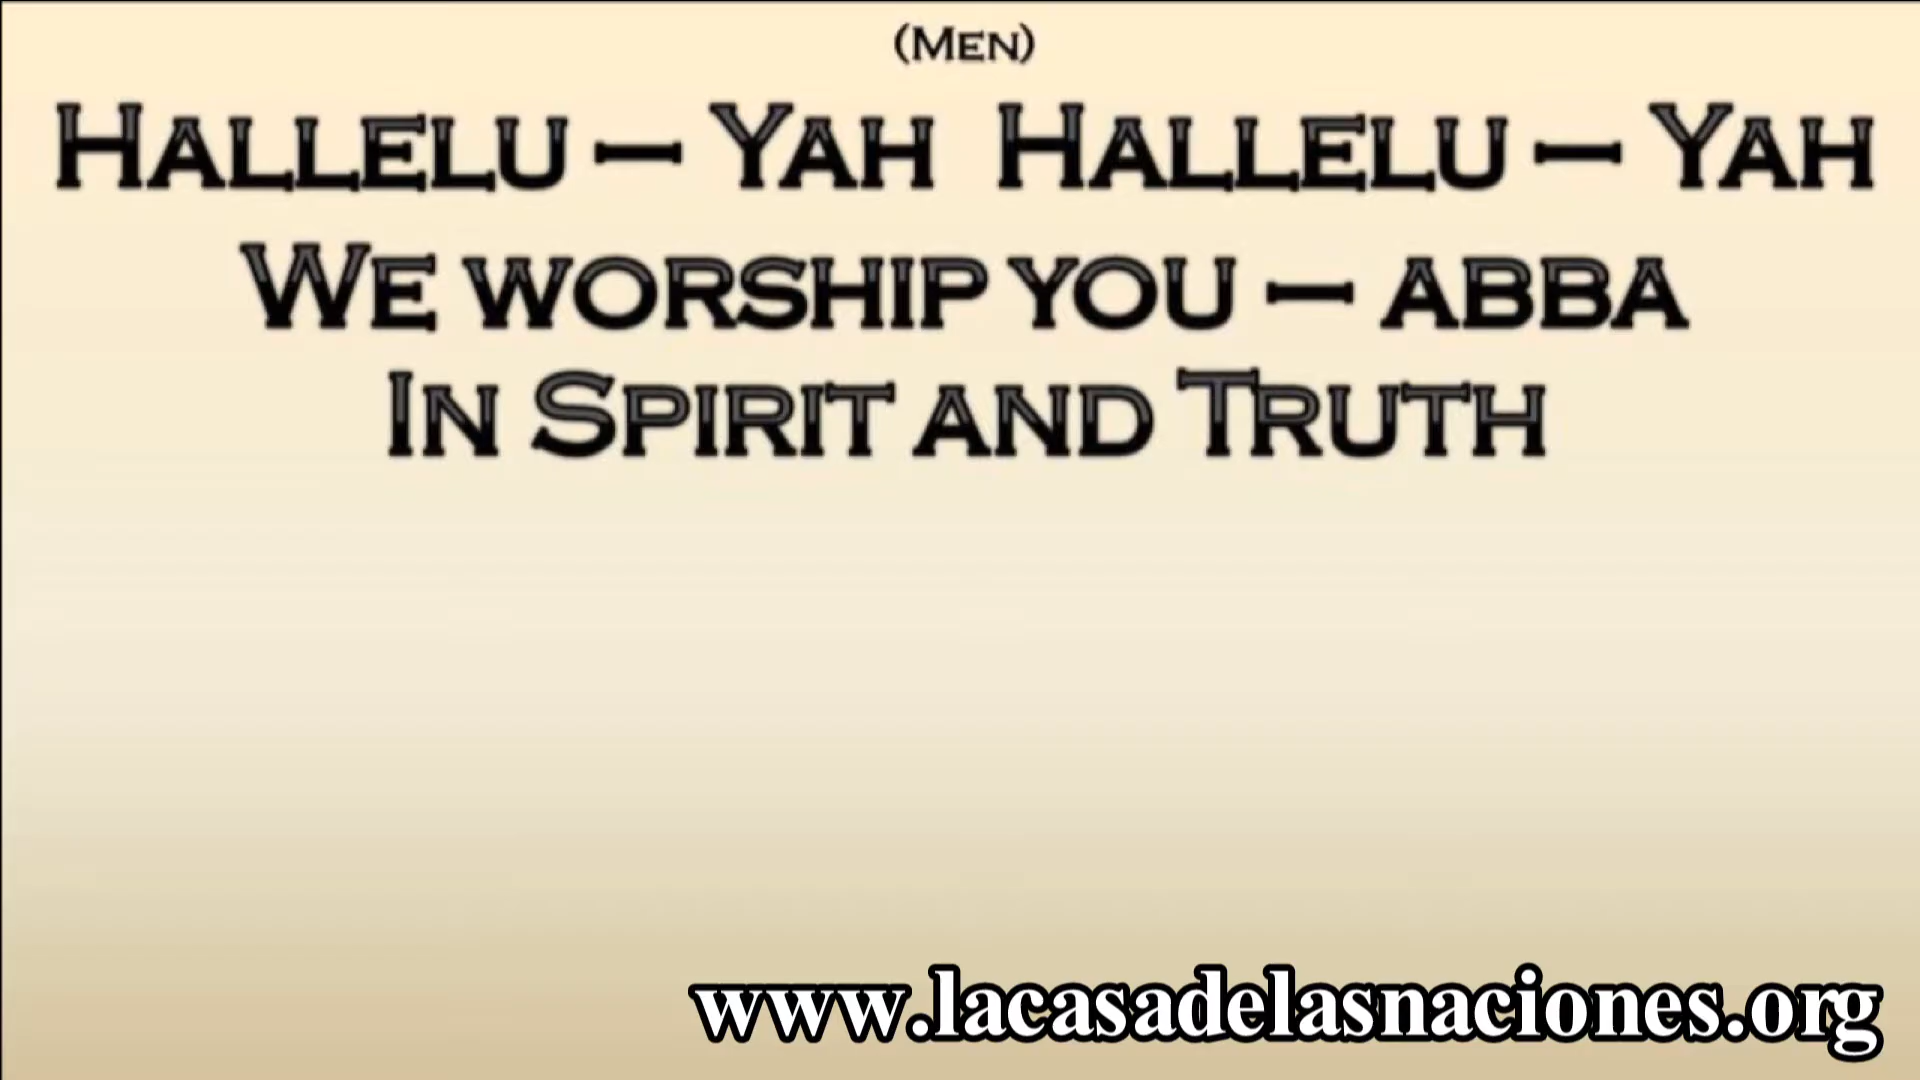 (Men)
Hallelu – Yah Hallelu – Yah
We worship you – abba
In Spirit and Truth
www.lacasadelasnaciones.org